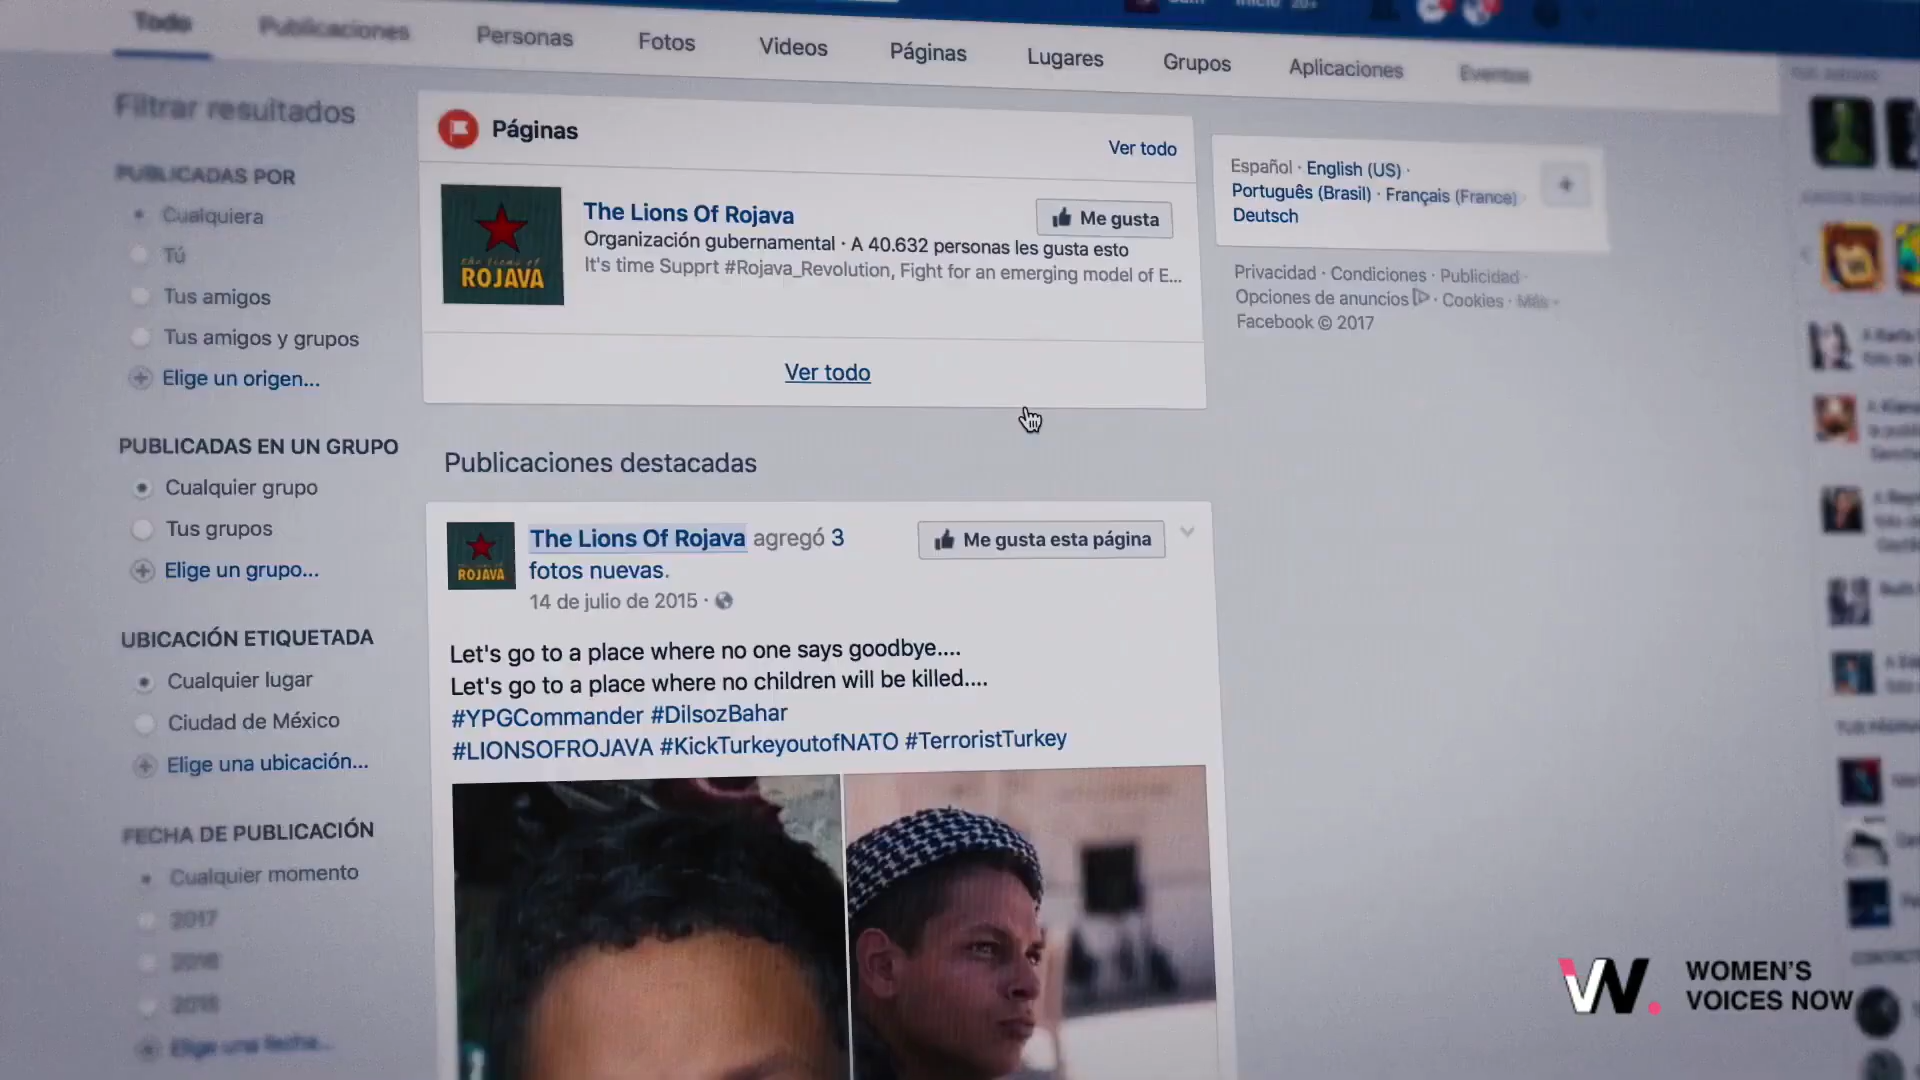 Todo
Publicaciones
Personas
Fotos
Videos
Páginas
Lugares
Grupos
Aplicaciones
Eventos
Filtrar resultados
PUBLICADAS POR
Cualquiera
Tú
Tus amigos
Tus amigos y grupos
Elige un origen...
PUBLICADAS EN UN GRUPO
Cualquier grupo
Tus grupos
Elige un grupo...
UBICACIÓN ETIQUETADA
Cualquier lugar
Ciudad de México
Elige una ubicación...
FECHA DE PUBLICACIÓN
Cualquier momento
2017
2016
2015
Elige una fecha...
Páginas
Ver todo
the lions of
ROJAVA
The Lions Of Rojava
Me gusta
Organización gubernamental · A 40.632 personas les gusta esto
It's time Supprt #Rojava_Revolution, Fight for an emerging model of E...
Ver todo
Publicaciones destacadas
ROJAVA
The Lions Of Rojava agregó 3
fotos nuevas.
14 de julio de 2015 ·
Me gusta esta página
Let's go to a place where no one says goodbye....
Let's go to a place where no children will be killed....
#YPGCommander #DilsozBahar
#LIONSOFROJAVA #KickTurkeyoutofNATO #TerroristTurkey
Español · English (US) ·
Português (Brasil) · Français (France) ·
Deutsch
Privacidad · Condiciones · Publicidad ·
Opciones de anuncios · Cookies · Más ·
Facebook © 2017
W.
WOMEN'S
VOICES NOW